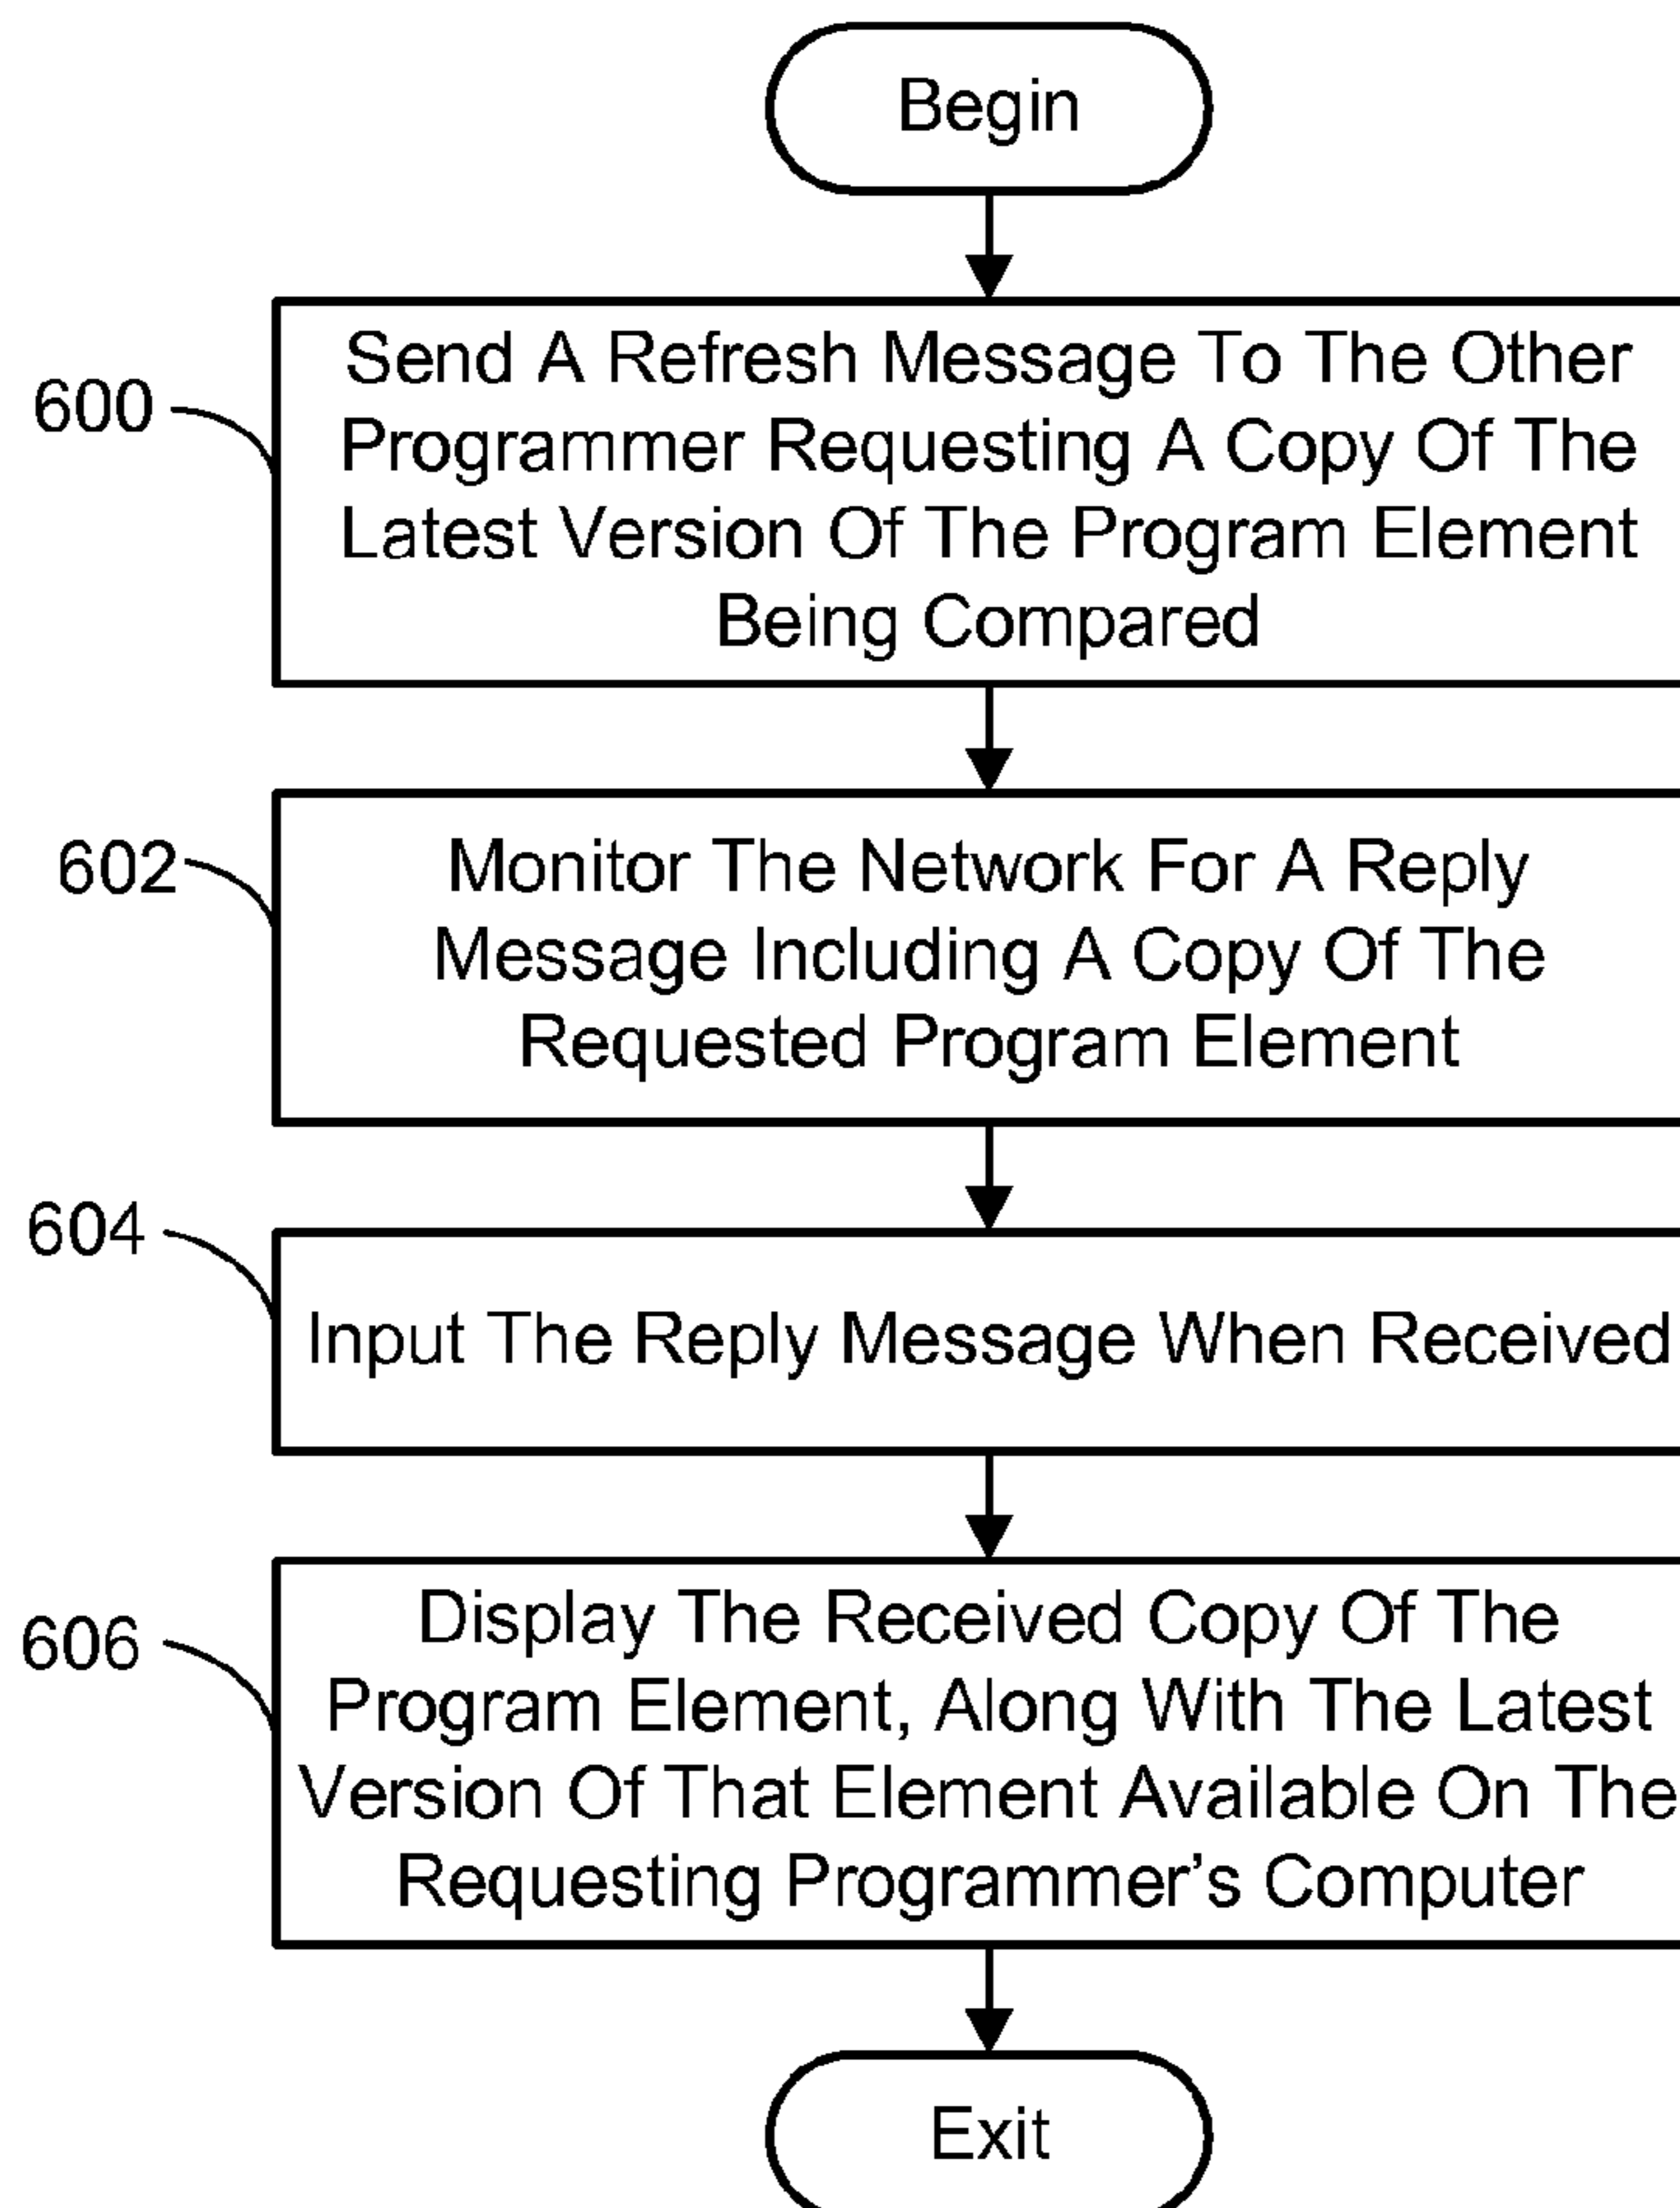 Begin
600
Send A Refresh Message To The Other
Programmer Requesting A Copy Of The
Latest Version Of The Program Element
Being Compared
602
Monitor The Network For A Reply
Message Including A Copy Of The
Requested Program Element
604
Input The Reply Message When Received
606
Display The Received Copy Of The
Program Element, Along With The Latest
Version Of That Element Available On The
Requesting Programmer's Computer
Exit